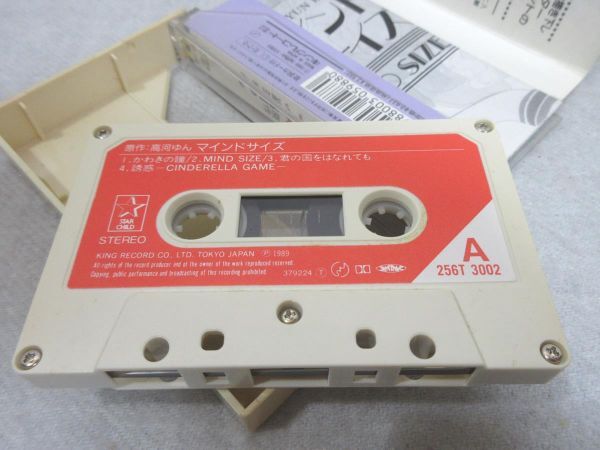 SIZE
88003 059880
原作:高河ゆん マインドサイズ
1. かわきの瞳/2. MIND SIZE/3. 君の国をはなれても
4. 誘惑—CINDERELLA GAME—
STAR
CHILD
STEREO
KING RECORD CO., LTD. TOKYO JAPAN ℗ 1989
All rights of the record producer and of the owner of the work reproduced reserved.
Copying, public performance and broadcasting of this recording prohibited.
379224 T
A
256T 3002